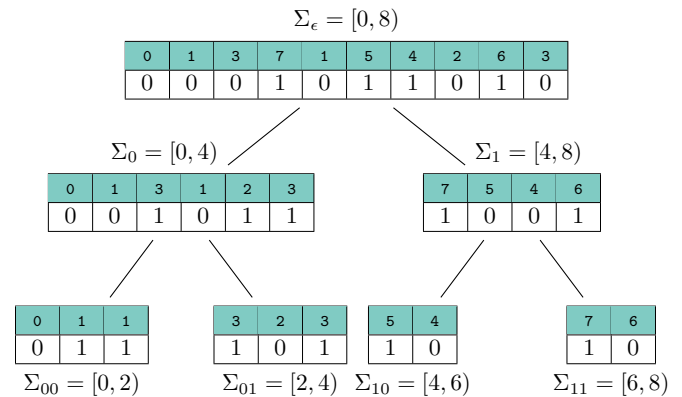 Σϵ = [0, 8)
0 1 3 7 1 5 4 2 6 3
0 0 0 1 0 1 1 0 1 0
Σ0 = [0, 4)
Σ1 = [4, 8)
0 1 3 1 2 3
7 5 4 6
0 0 1 0 1 1
1 0 0 1
0 1 1
3 2 3
5 4
7 6
0 1 1
1 0 1
1 0
1 0
Σ00 = [0, 2)
Σ01 = [2, 4)
Σ10 = [4, 6)
Σ11 = [6, 8)